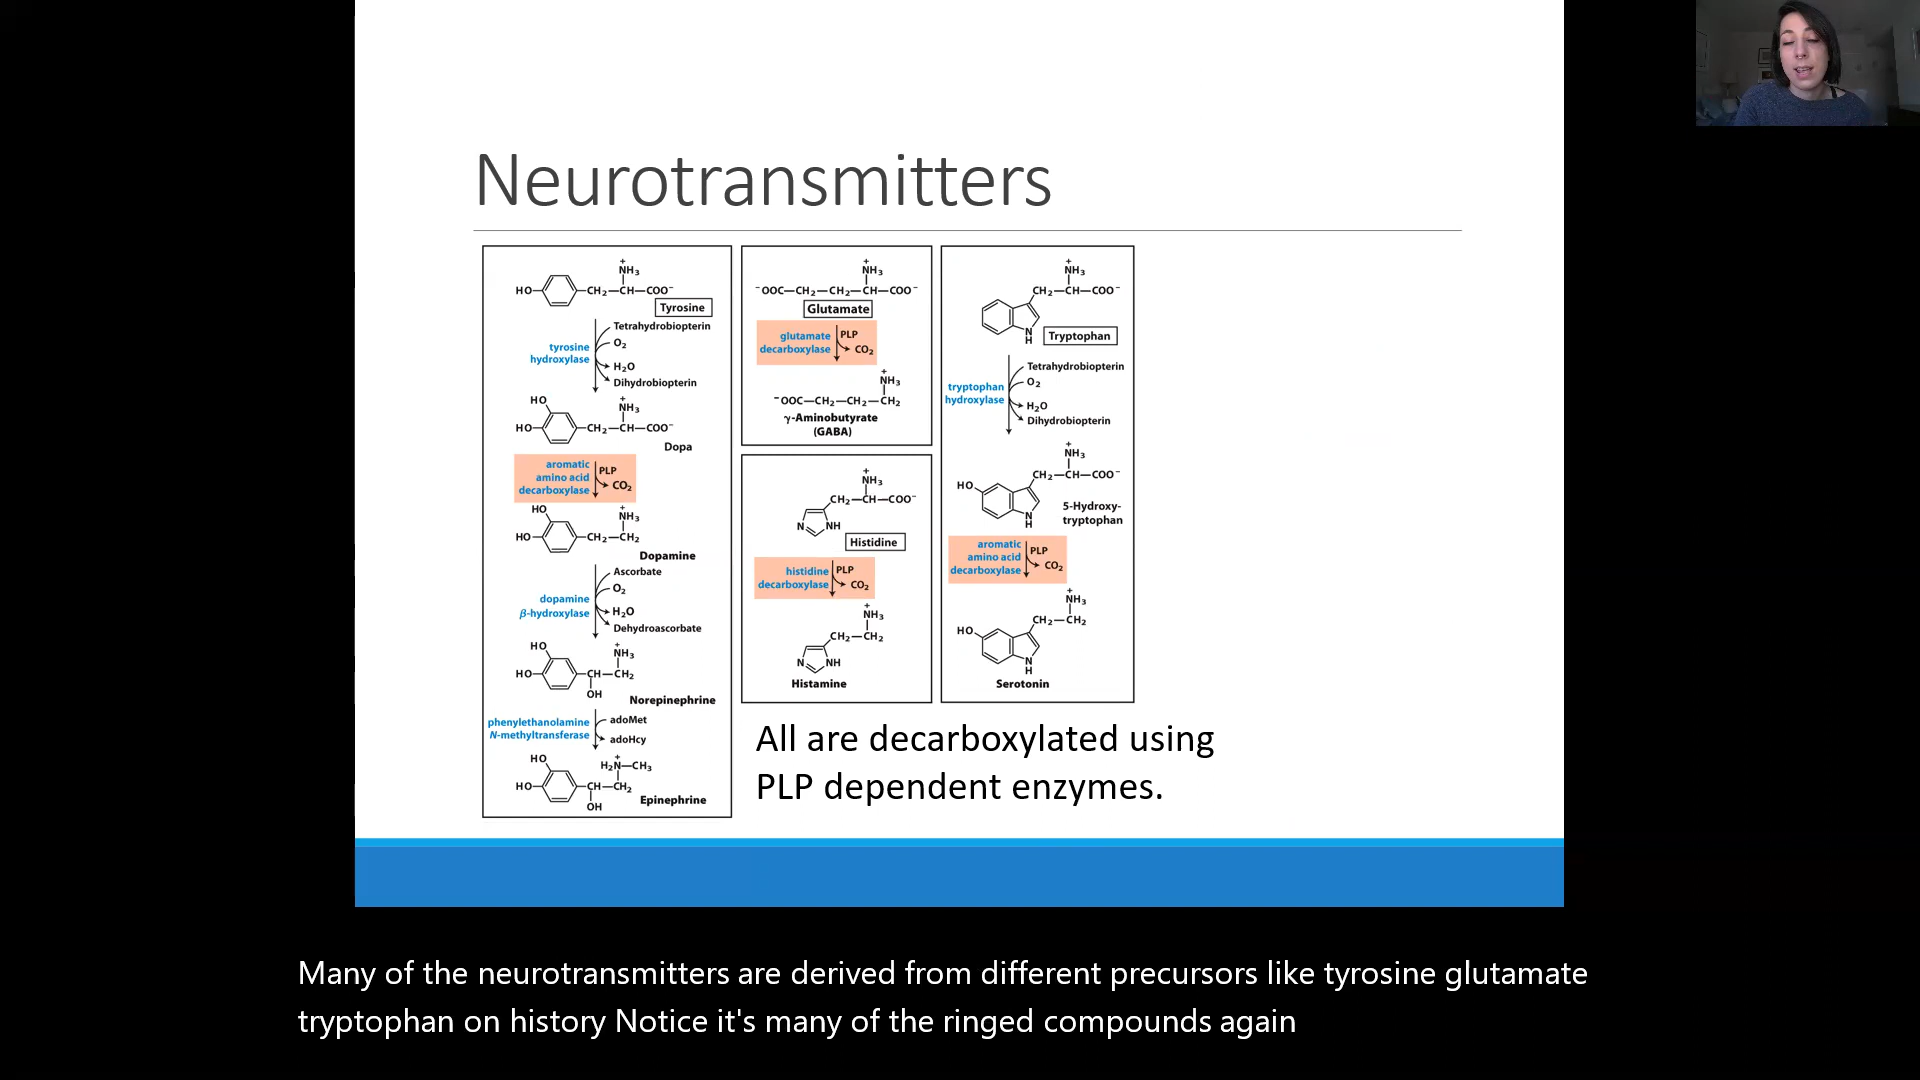 Neurotransmitters
NH3
+
HO
CH2—CH—COO−
Tyrosine
Tetrahydrobiopterin
O2
tyrosine
hydroxylase
H2O
Dihydrobiopterin
HO
+
NH3
HO
CH2—CH—COO−
Dopa
aromatic
amino acid
decarboxylase
PLP
CO2
HO
+
NH3
HO
CH2—CH2
Dopamine
Ascorbate
O2
dopamine
β-hydroxylase
H2O
Dehydroascorbate
HO
+
NH3
HO
CH—CH2
OH
Norepinephrine
phenylethanolamine
N-methyltransferase
adoMet
adoHcy
HO
+
H2N—CH3
HO
CH—CH2
OH
Epinephrine
+
NH3
−OOC—CH2—CH2—CH—COO−
Glutamate
glutamate
decarboxylase
PLP
CO2
+
NH3
−OOC—CH2—CH2—CH2
γ-Aminobutyrate
(GABA)
+
NH3
CH2—CH—COO−
N
NH
Histidine
histidine
decarboxylase
PLP
CO2
+
NH3
CH2—CH2
N
NH
Histamine
+
NH3
CH2—CH—COO−
N
H
Tryptophan
Tetrahydrobiopterin
O2
tryptophan
hydroxylase
H2O
Dihydrobiopterin
+
NH3
CH2—CH—COO−
HO
N
H
5-Hydroxy-
tryptophan
aromatic
amino acid
decarboxylase
PLP
CO2
+
NH3
CH2—CH2
HO
N
H
Serotonin
All are decarboxylated using
PLP dependent enzymes.
Many of the neurotransmitters are derived from different precursors like tyrosine glutamate
tryptophan on history Notice it's many of the ringed compounds again